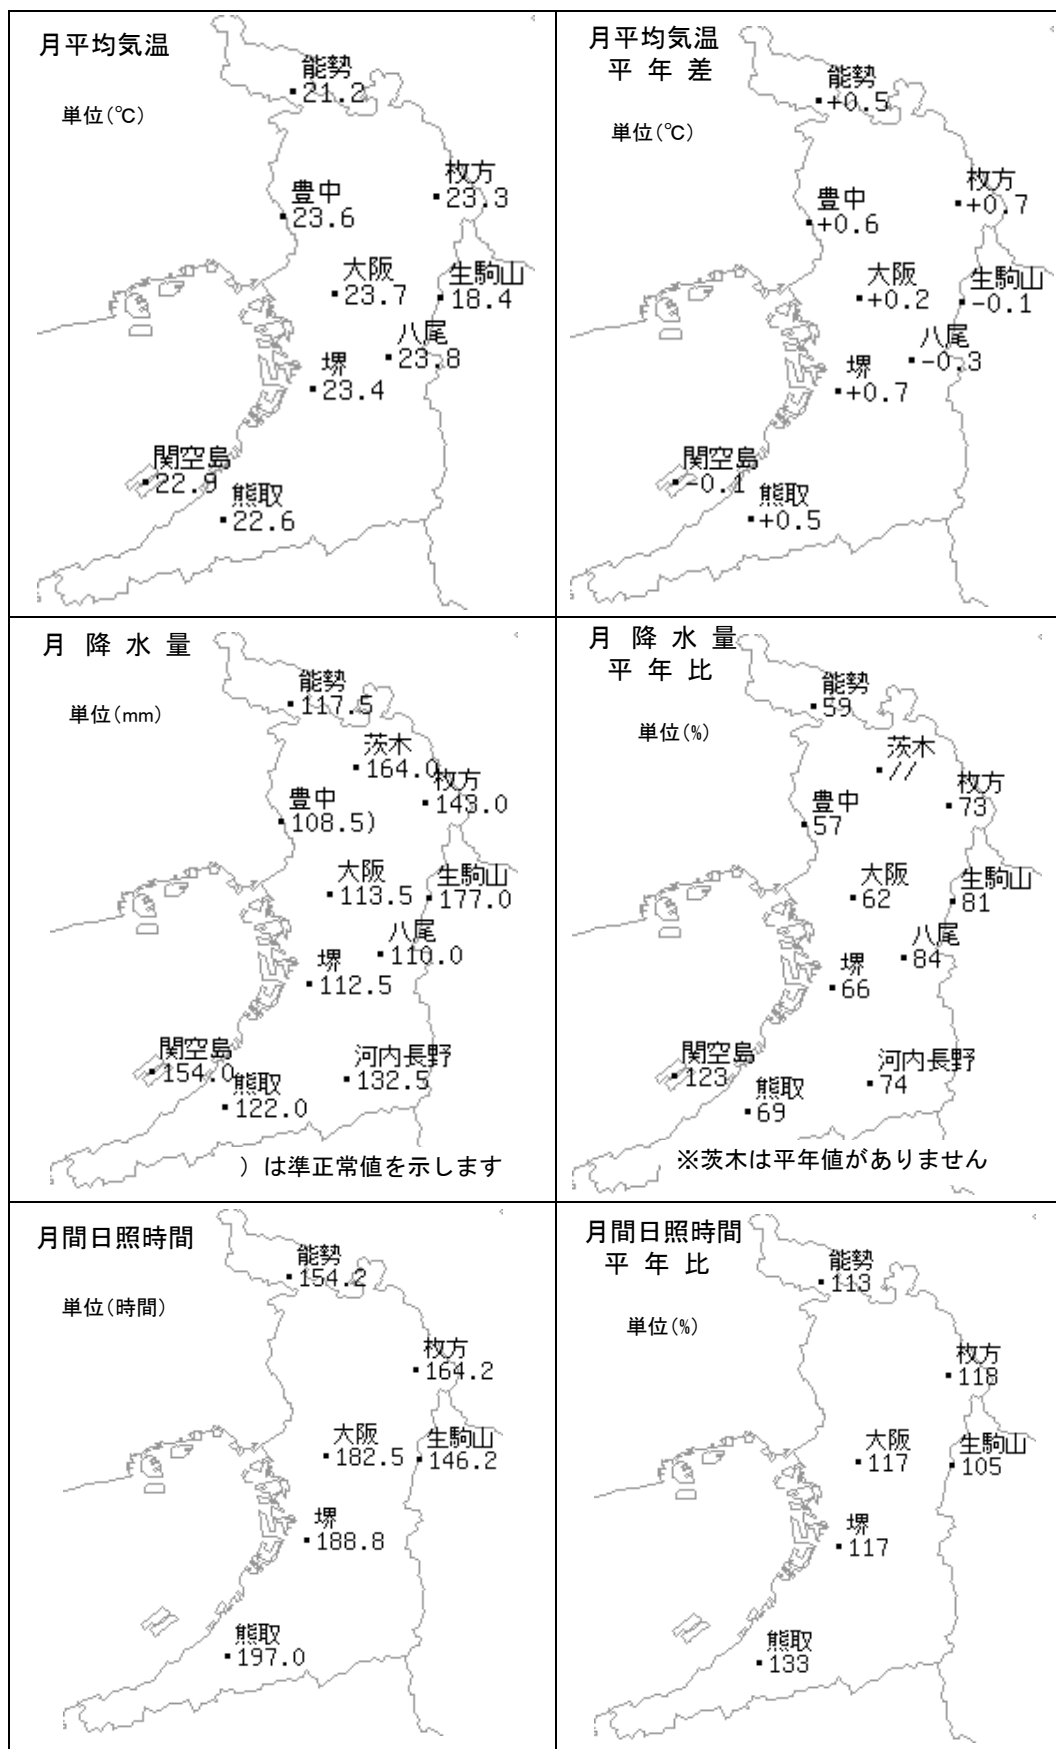 月平均気温
単位(℃)
能勢
21.2
枚方
23.3
豊中
23.6
大阪
23.7
生駒山
18.4
八尾
23.8
堺
23.4
関空島
22.9
熊取
22.6
月平均気温
平 年 差
単位(℃)
能勢
+0.5
枚方
+0.7
豊中
+0.6
大阪
+0.2
生駒山
-0.1
八尾
-0.3
堺
+0.7
関空島
-0.1
熊取
+0.5
月 降 水 量
単位(mm)
能勢
117.5
茨木
164.0
枚方
143.0
豊中
108.5)
大阪
113.5
生駒山
177.0
八尾
110.0
堺
112.5
関空島
154.0
河内長野
132.5
熊取
122.0
)は準正常値を示します
月 降 水 量
平 年 比
単位(%)
能勢
59
茨木
//
枚方
73
豊中
57
大阪
62
生駒山
81
八尾
84
堺
66
関空島
123
河内長野
74
熊取
69
※茨木は平年値がありません
月間日照時間
単位(時間)
能勢
154.2
枚方
164.2
大阪
182.5
生駒山
146.2
堺
188.8
熊取
197.0
月間日照時間
平 年 比
単位(%)
能勢
113
枚方
118
大阪
117
生駒山
105
堺
117
熊取
133